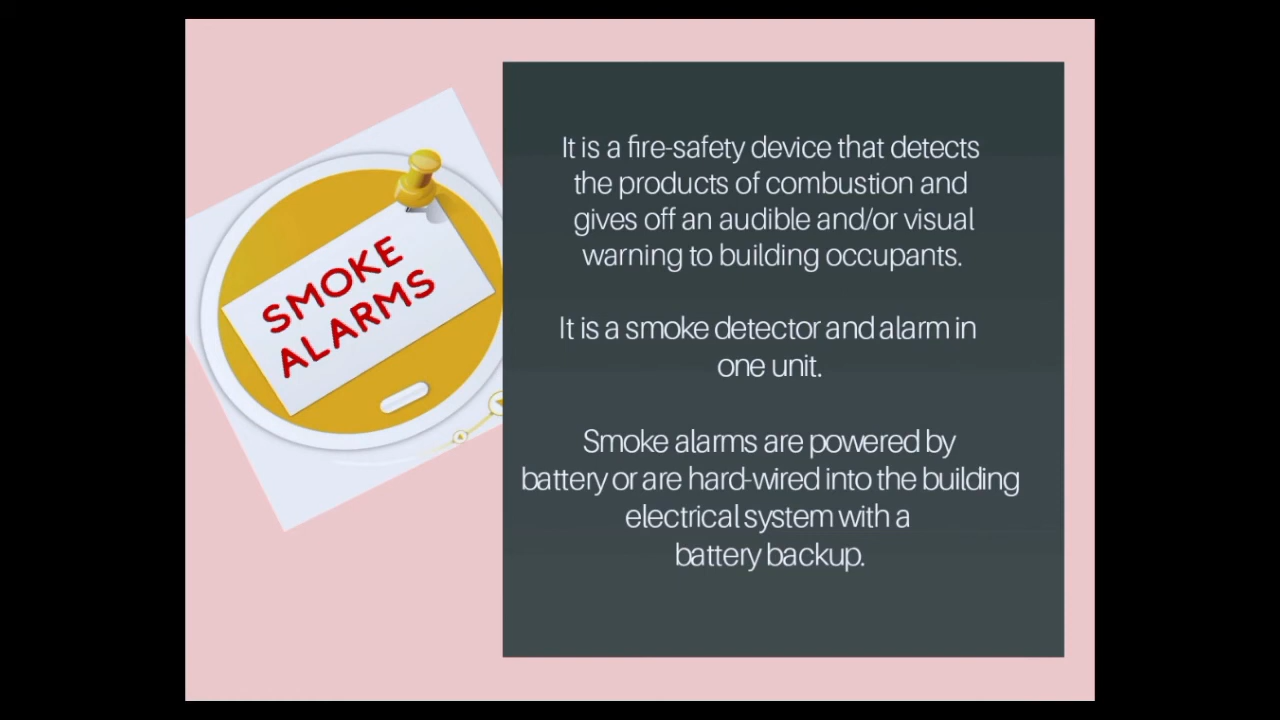 SMOKE
ALARMS
It is a fire-safety device that detects
the products of combustion and
gives off an audible and/or visual
warning to building occupants.
It is a smoke detector and alarm in
one unit.
Smoke alarms are powered by
battery or are hard-wired into the building
electrical system with a
battery backup.